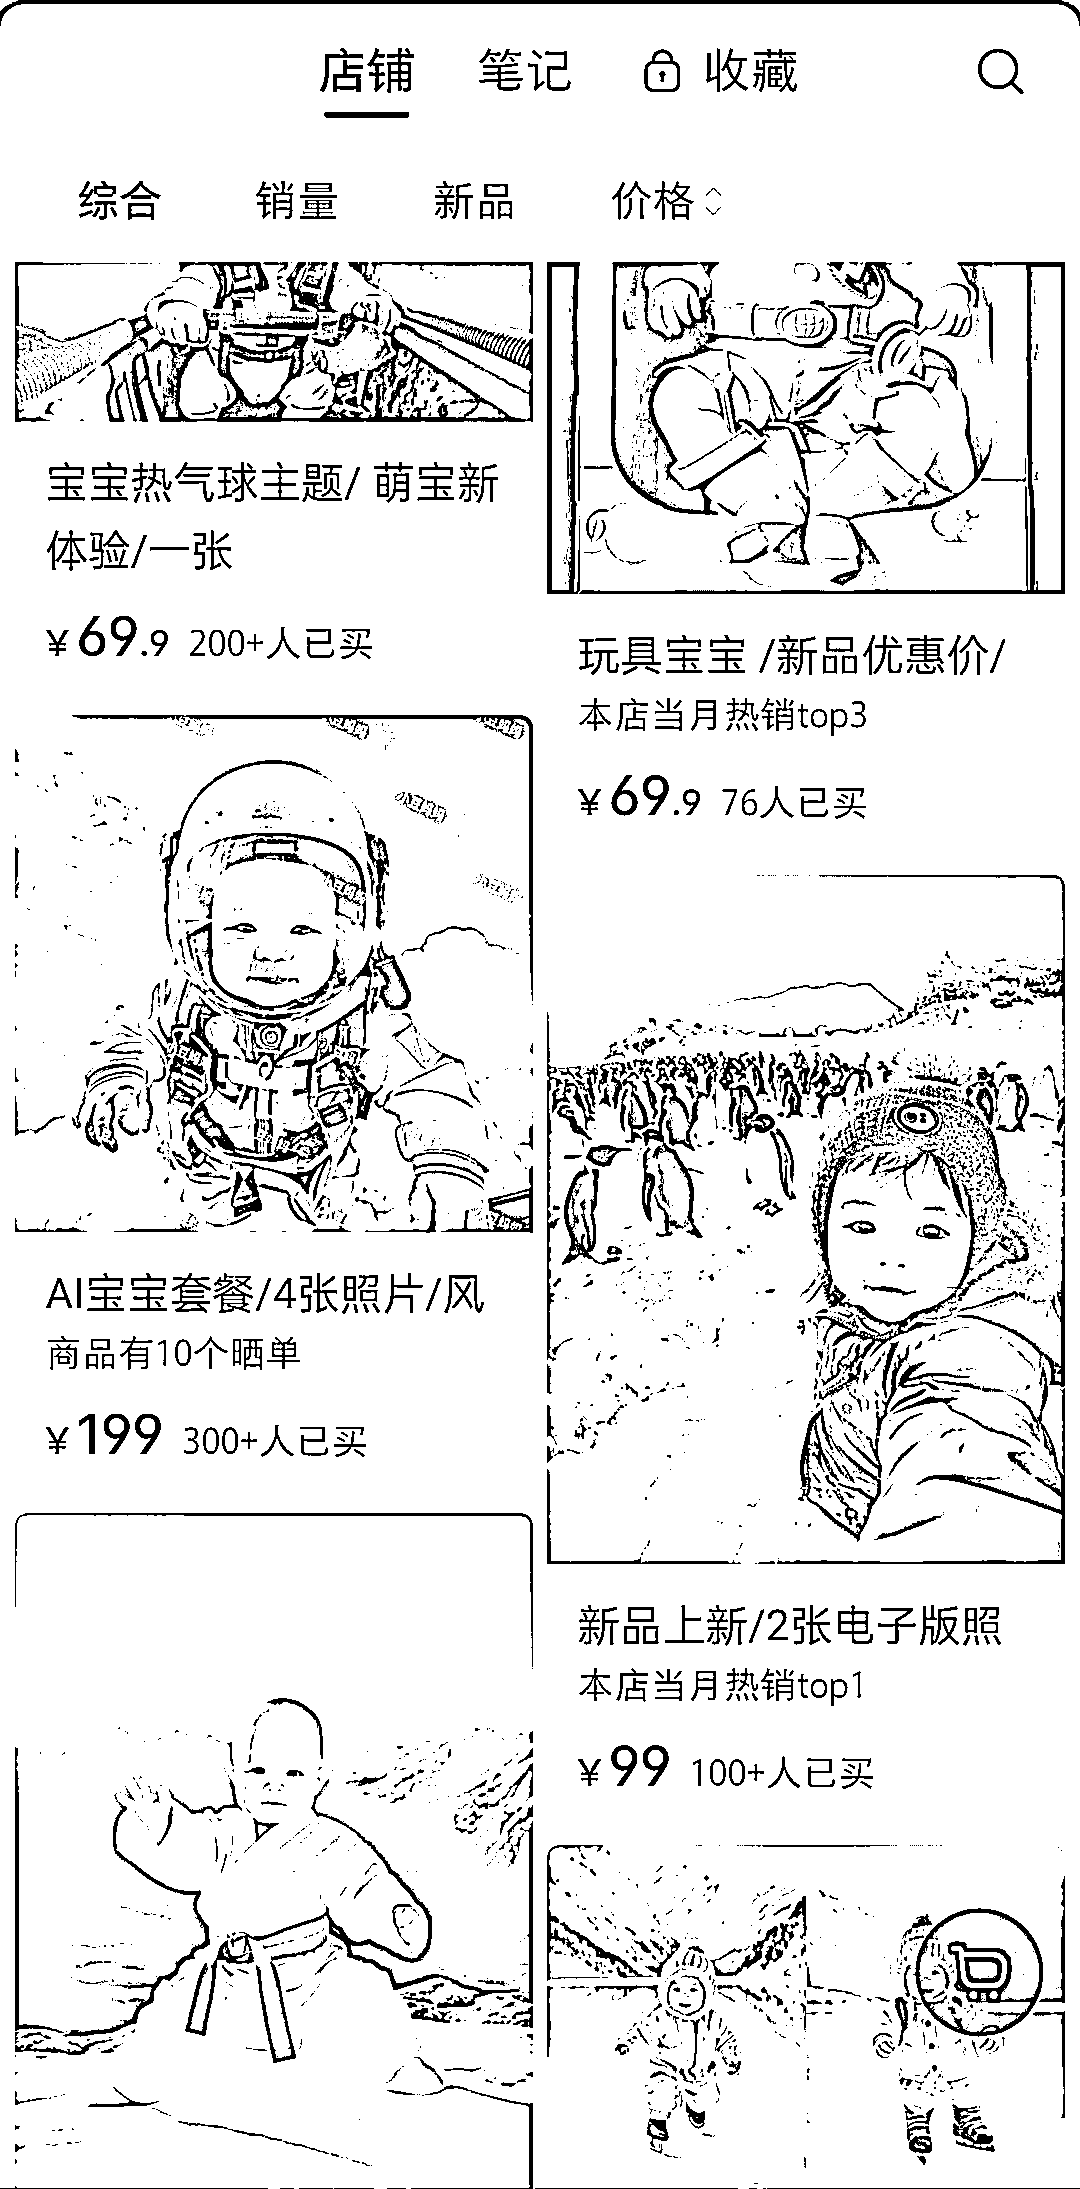 店铺 笔记 收藏
综合 销量 新品 价格
宝宝热气球主题/ 萌宝新
体验/一张
¥69.9 200+人已买
玩具宝宝 /新品优惠价/
本店当月热销top3
¥69.9 76人已买
AI宝宝套餐/4张照片/风
商品有10个晒单
¥199 300+人已买
新品上新/2张电子版照
本店当月热销top1
¥99 100+人已买